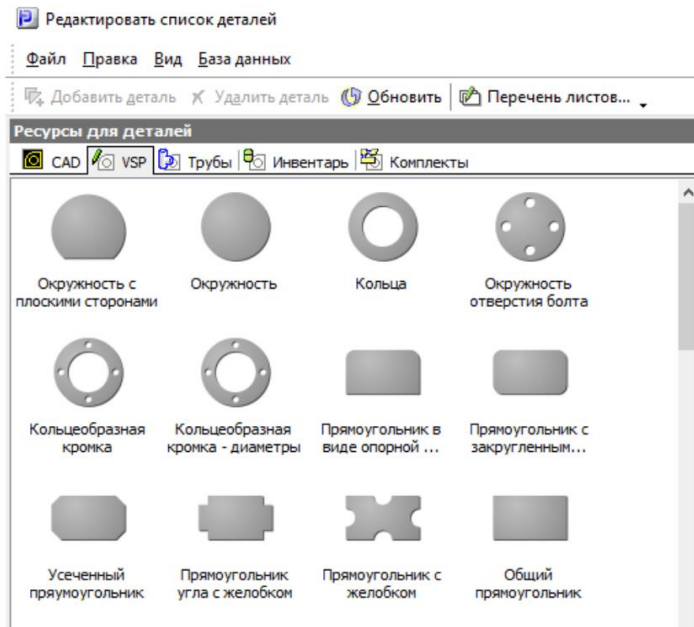 Редактировать список деталей
Файл Правка Вид База данных
Добавить деталь Удалить деталь Обновить Перечень листов...
Ресурсы для деталей
CAD VSP Трубы Инвентарь Комплекты
Окружность с плоскими сторонами
Окружность
Кольца
Окружность отверстия болта
Кольцеобразная кромка
Кольцеобразная кромка - диаметры
Прямоугольник в виде опорной ...
Прямоугольник с закругленным...
Усеченный пряумоугольник
Прямоугольник угла с желобком
Прямоугольник с желобком
Общий прямоугольник